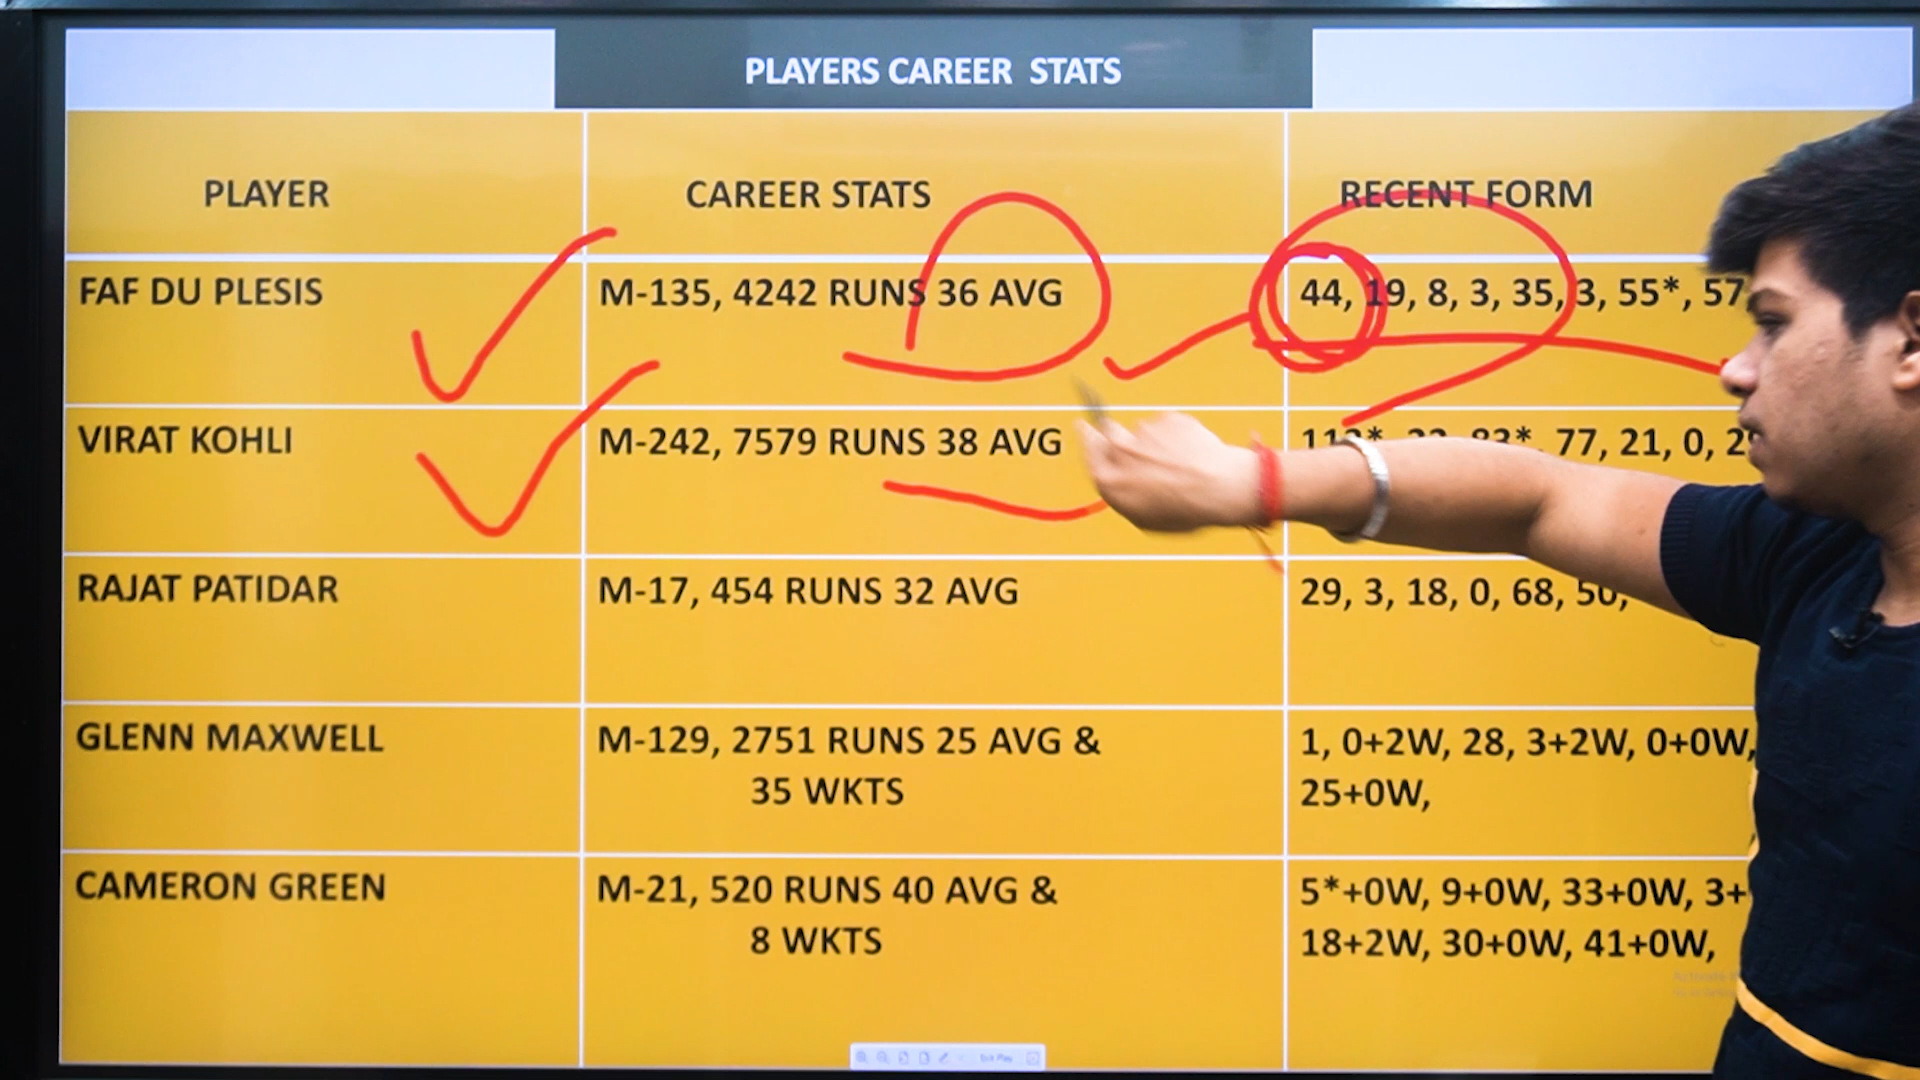 PLAYERS CAREER STATS
PLAYER CAREER STATS RECENT FORM
FAF DU PLESIS M-135, 4242 RUNS 36 AVG 44, 19, 8, 3, 35, 3, 55*, 57
VIRAT KOHLI M-242, 7579 RUNS 38 AVG 77, 21, 0,
RAJAT PATIDAR M-17, 454 RUNS 32 AVG 29, 3, 18, 0, 68, 50,
GLENN MAXWELL M-129, 2751 RUNS 25 AVG & 1, 0+2W, 28, 3+2W, 0+0W,
35 WKTS 25+0W,
CAMERON GREEN M-21, 520 RUNS 40 AVG & 5*+0W, 9+0W, 33+0W, 3+
8 WKTS 18+2W, 30+0W, 41+0W,